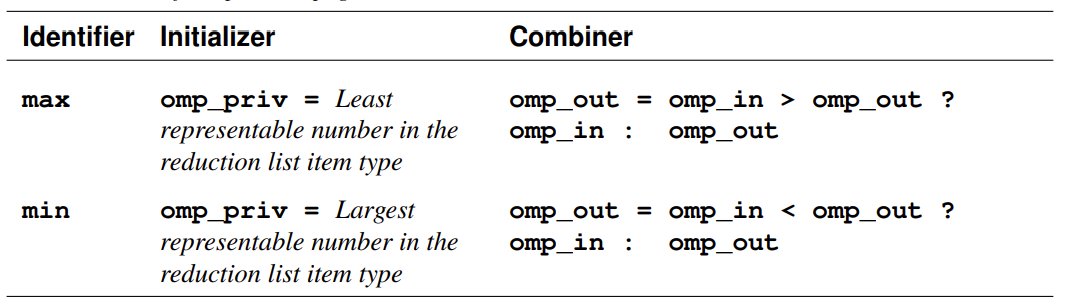 Identifier Initializer Combiner
max omp_priv = Least omp_out = omp_in > omp_out ?
representable number in the omp_in : omp_out
reduction list item type
min omp_priv = Largest omp_out = omp_in < omp_out ?
representable number in the omp_in : omp_out
reduction list item type